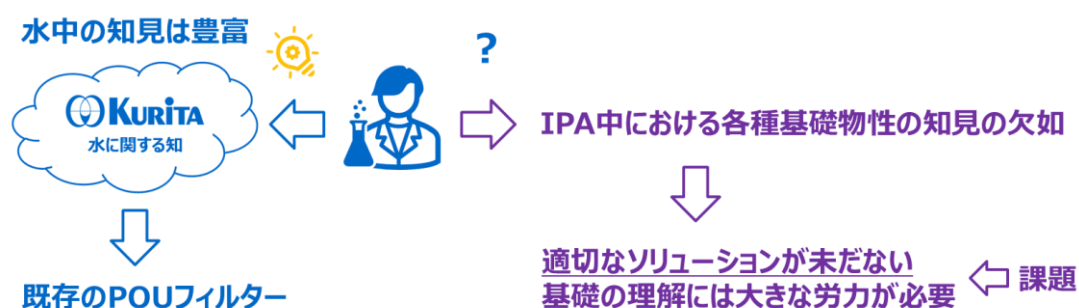 水中の知見は豊富
?
KURITA
水に関する知
IPA中における各種基礎物性の知見の欠如
適切なソリューションが未だない
基礎の理解には大きな労力が必要
課題
既存のPOUフィルター